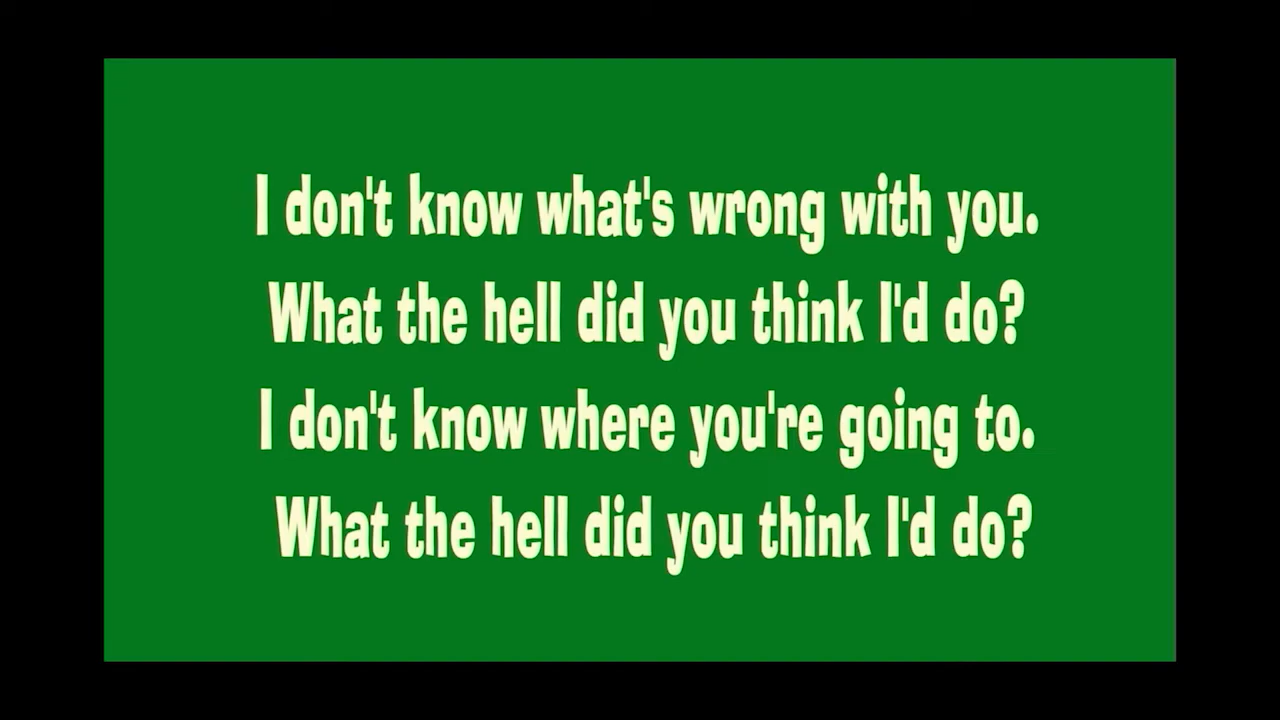 I don't know what's wrong with you.
What the hell did you think I'd do?
I don't know where you're going to.
What the hell did you think I'd do?